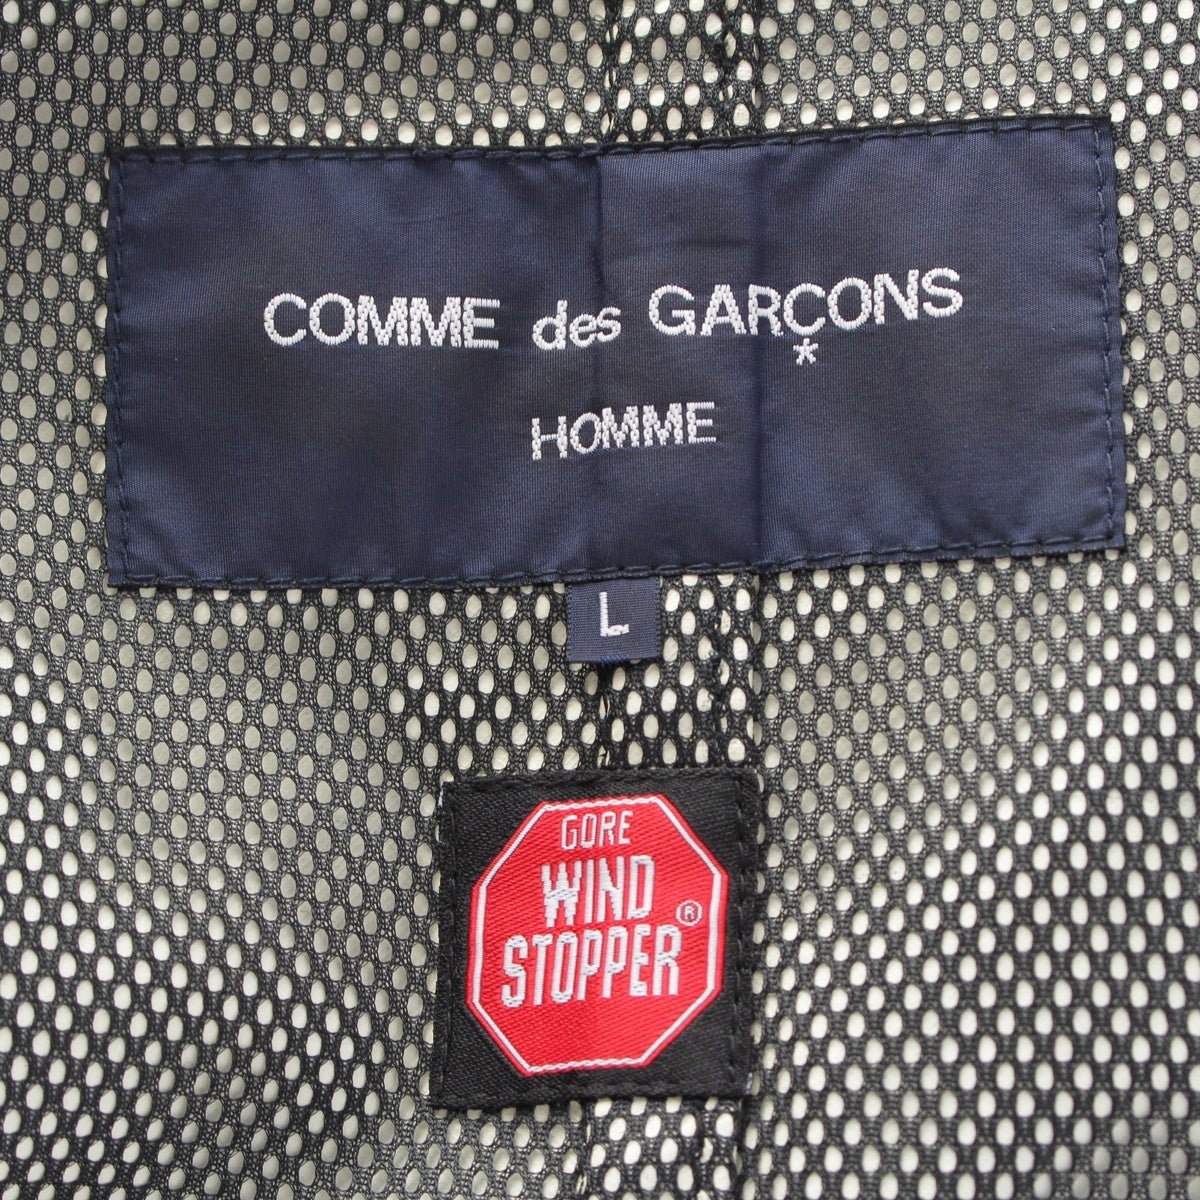 COMME des GARÇONS
*
HOMME
L
GORE
WIND
STOPPER®